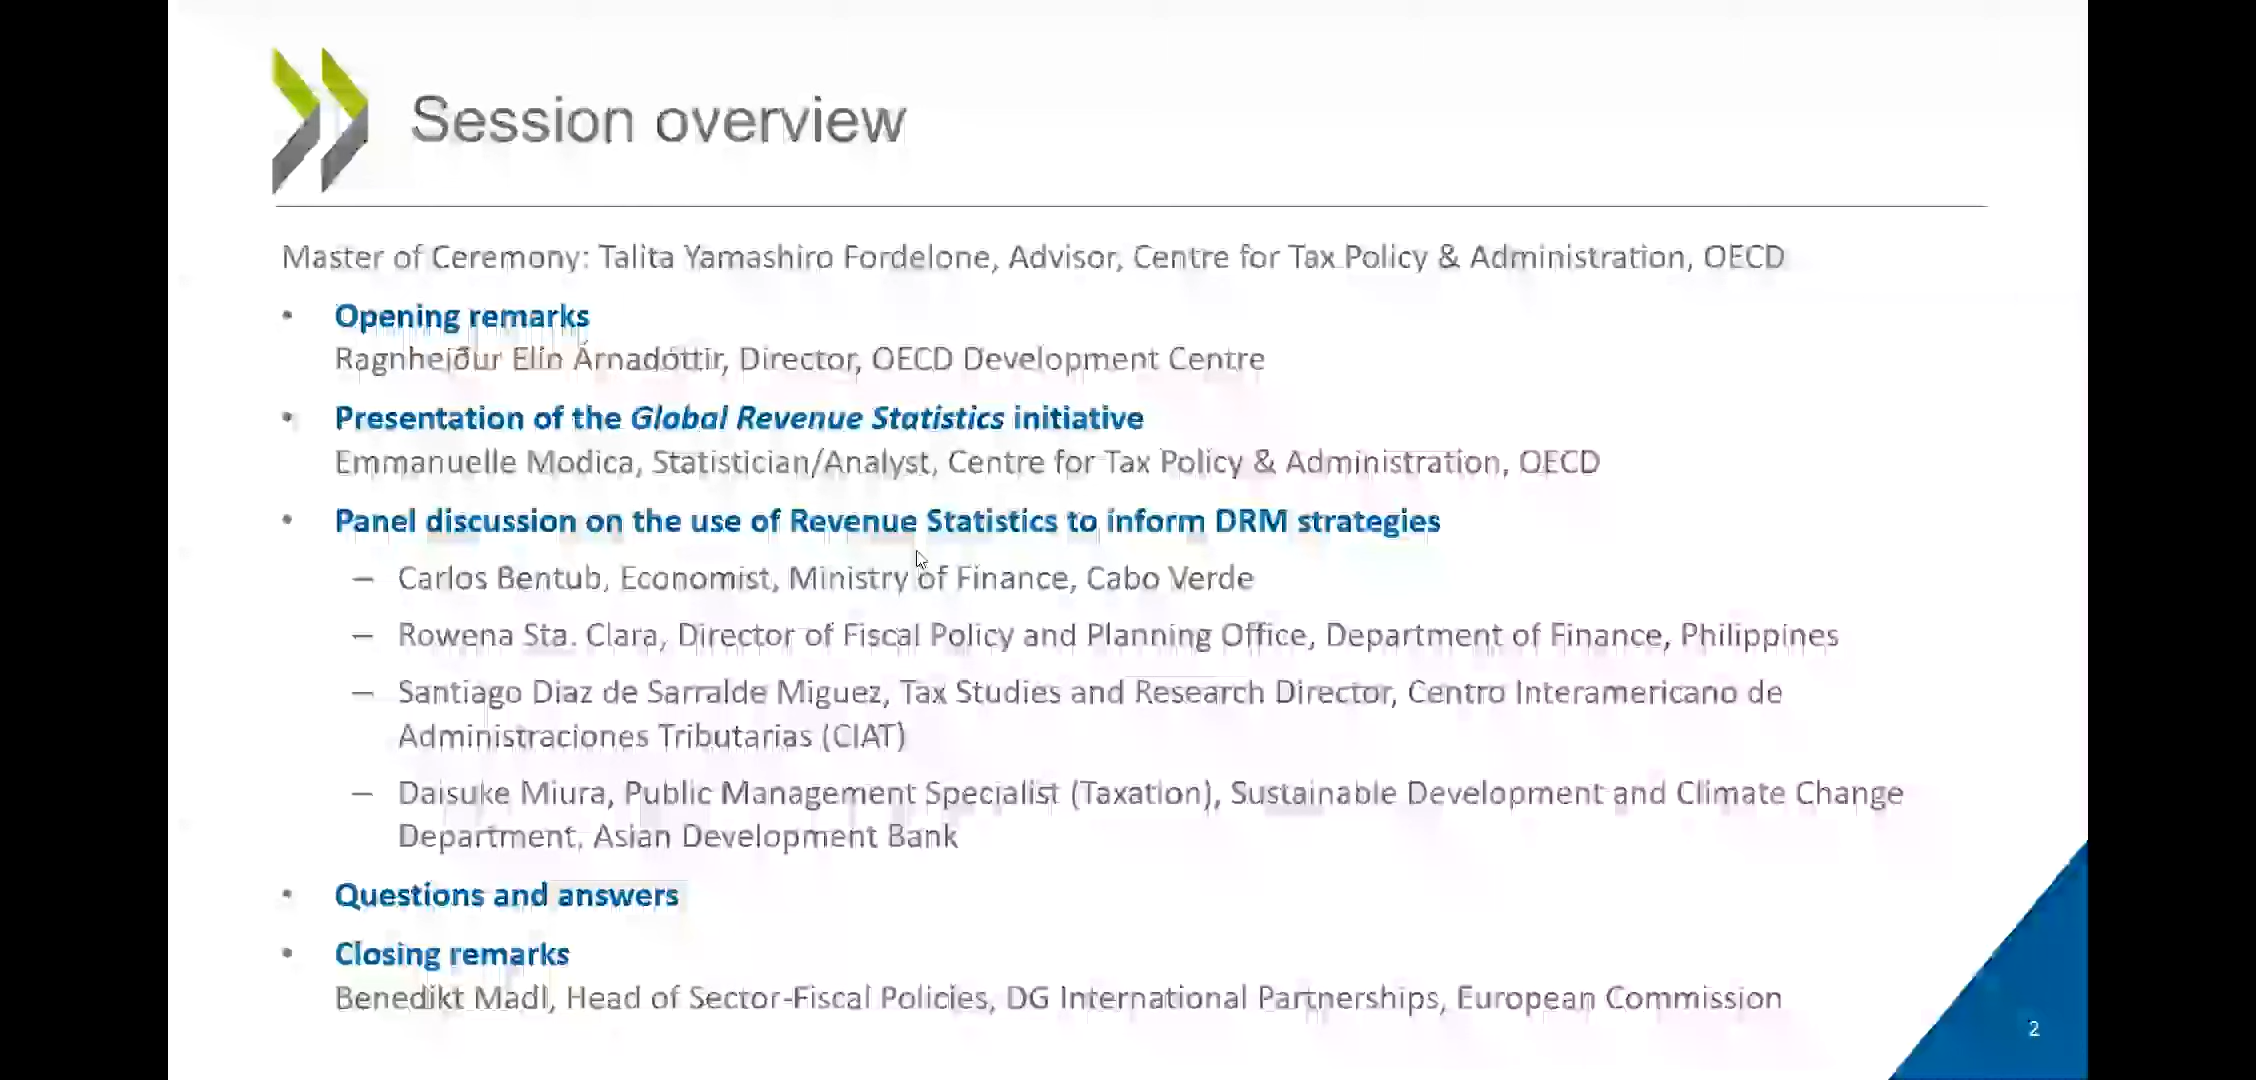 Session overview
Master of Ceremony: Talita Yamashiro Fordelone, Advisor, Centre for Tax Policy & Administration, OECD
• Opening remarks
Ragnheiður Elín Árnadóttir, Director, OECD Development Centre
• Presentation of the Global Revenue Statistics initiative
Emmanuelle Modica, Statistician/Analyst, Centre for Tax Policy & Administration, OECD
• Panel discussion on the use of Revenue Statistics to inform DRM strategies
– Carlos Bentub, Economist, Ministry of Finance, Cabo Verde
– Rowena Sta. Clara, Director of Fiscal Policy and Planning Office, Department of Finance, Philippines
– Santiago Diaz de Sarralde Miguez, Tax Studies and Research Director, Centro Interamericano de
Administraciones Tributarias (CIAT)
– Daisuke Miura, Public Management Specialist (Taxation), Sustainable Development and Climate Change
Department, Asian Development Bank
• Questions and answers
• Closing remarks
Benedikt Madl, Head of Sector-Fiscal Policies, DG International Partnerships, European Commission
2